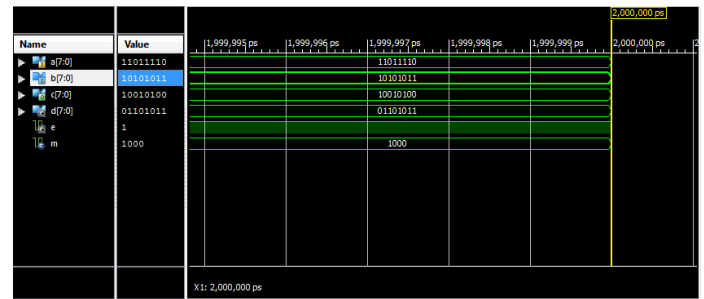 2,000,000 ps
Name Value 1,999,995 ps 1,999,996 ps 1,999,997 ps 1,999,998 ps 1,999,999 ps 2,000,000 ps 2
a[7:0] 11011110 11011110
b[7:0] 10101011 10101011
c[7:0] 10010100 10010100
d[7:0] 01101011 01101011
e 1
m 1000 1000
X1: 2,000,000 ps